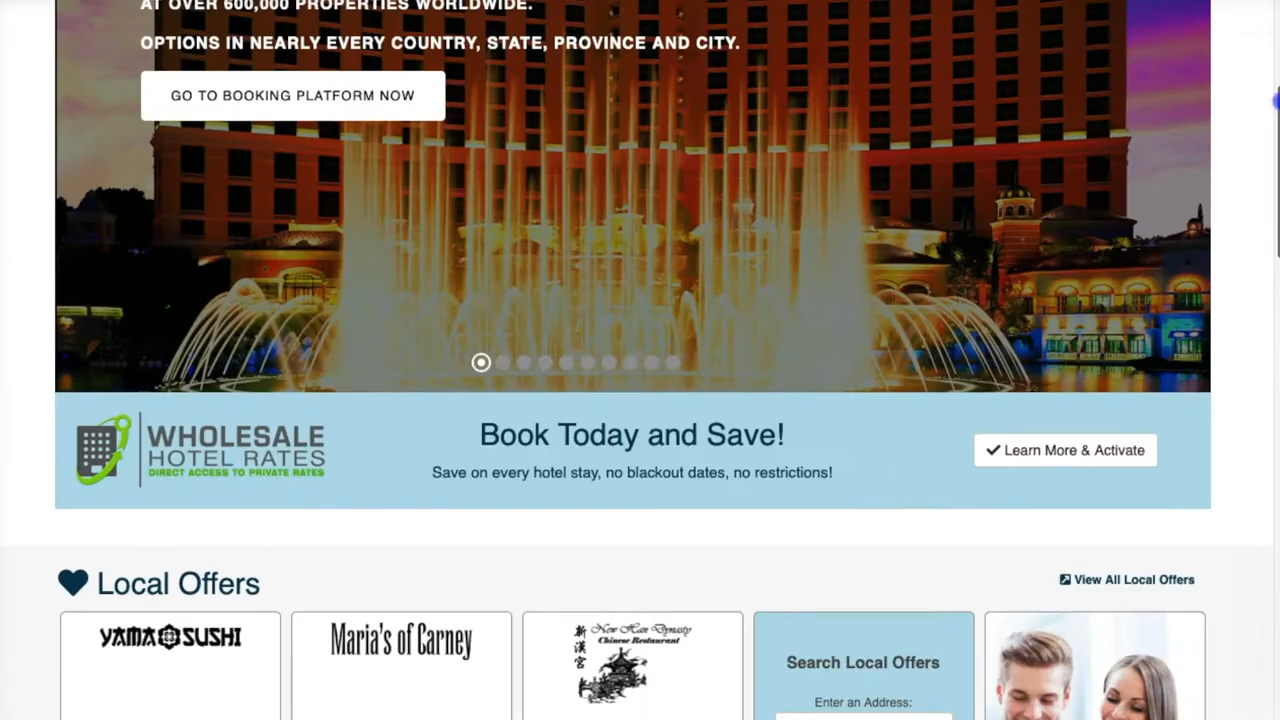 AT OVER 600,000 PROPERTIES WORLDWIDE.
OPTIONS IN NEARLY EVERY COUNTRY, STATE, PROVINCE AND CITY.
GO TO BOOKING PLATFORM NOW
WHOLESALE
HOTEL RATES
DIRECT ACCESS TO PRIVATE RATES
Book Today and Save!
Save on every hotel stay, no blackout dates, no restrictions!
Learn More & Activate
Local Offers
View All Local Offers
YAMA SUSHI
Maria's of Carney
新漢宮
New Han Dynasty
Chinese Restaurant
Search Local Offers
Enter an Address: